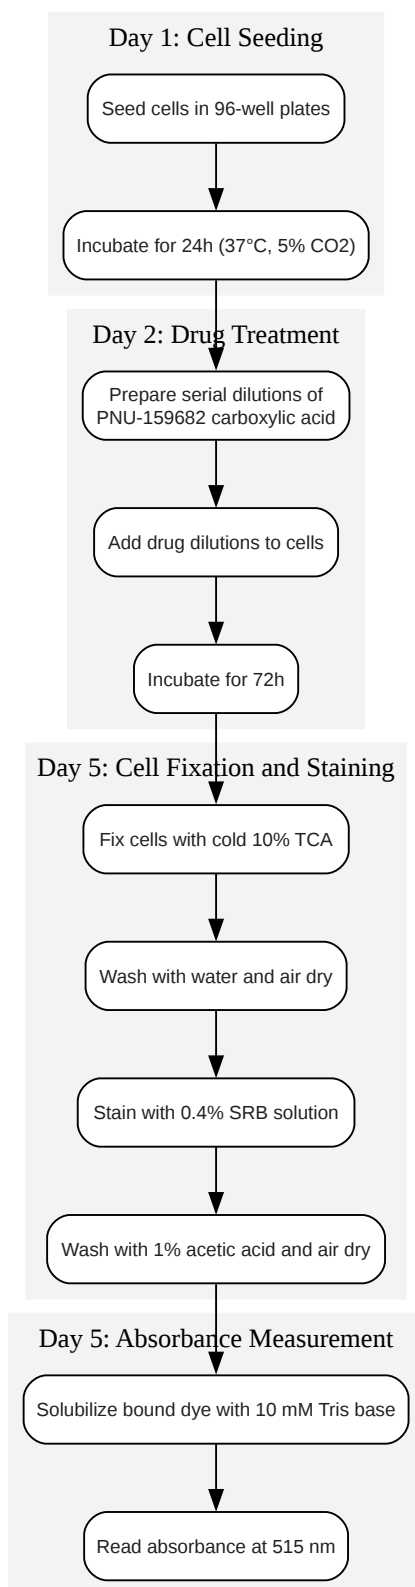 Day 1: Cell Seeding
Seed cells in 96-well plates
Incubate for 24h (37°C, 5% CO2)
Day 2: Drug Treatment
Prepare serial dilutions of
PNU-159682 carboxylic acid
Add drug dilutions to cells
Incubate for 72h
Day 5: Cell Fixation and Staining
Fix cells with cold 10% TCA
Wash with water and air dry
Stain with 0.4% SRB solution
Wash with 1% acetic acid and air dry
Day 5: Absorbance Measurement
Solubilize bound dye with 10 mM Tris base
Read absorbance at 515 nm